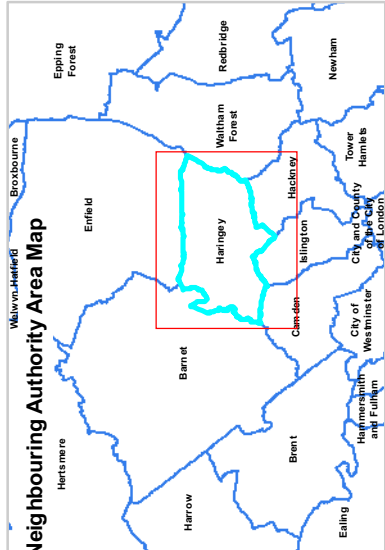 Neighbouring Authority Area Map
Welwyn Hatfield
Broxbourne
Epping
Forest
Hertsmere
Enfield
Redbridge
Waltham
Forest
Barnet
Haringey
Newham
Harrow
Hackney
Tower
Hamlets
Islington
Camden
City and County
of the City
of London
Brent
City of
Westminster
Ealing
Hammersmith
and Fulham